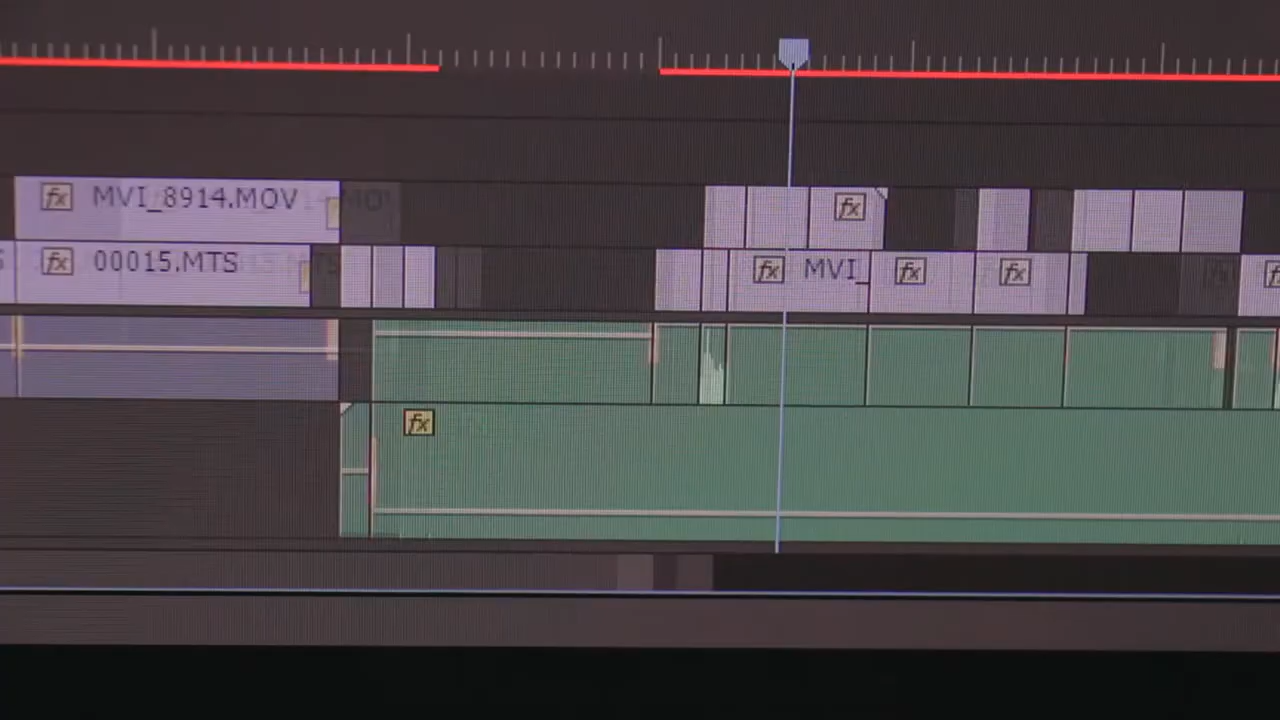 fx MVI_8914.MOV
fx
fx 00015.MTS
fx MVI_ fx fx
fx